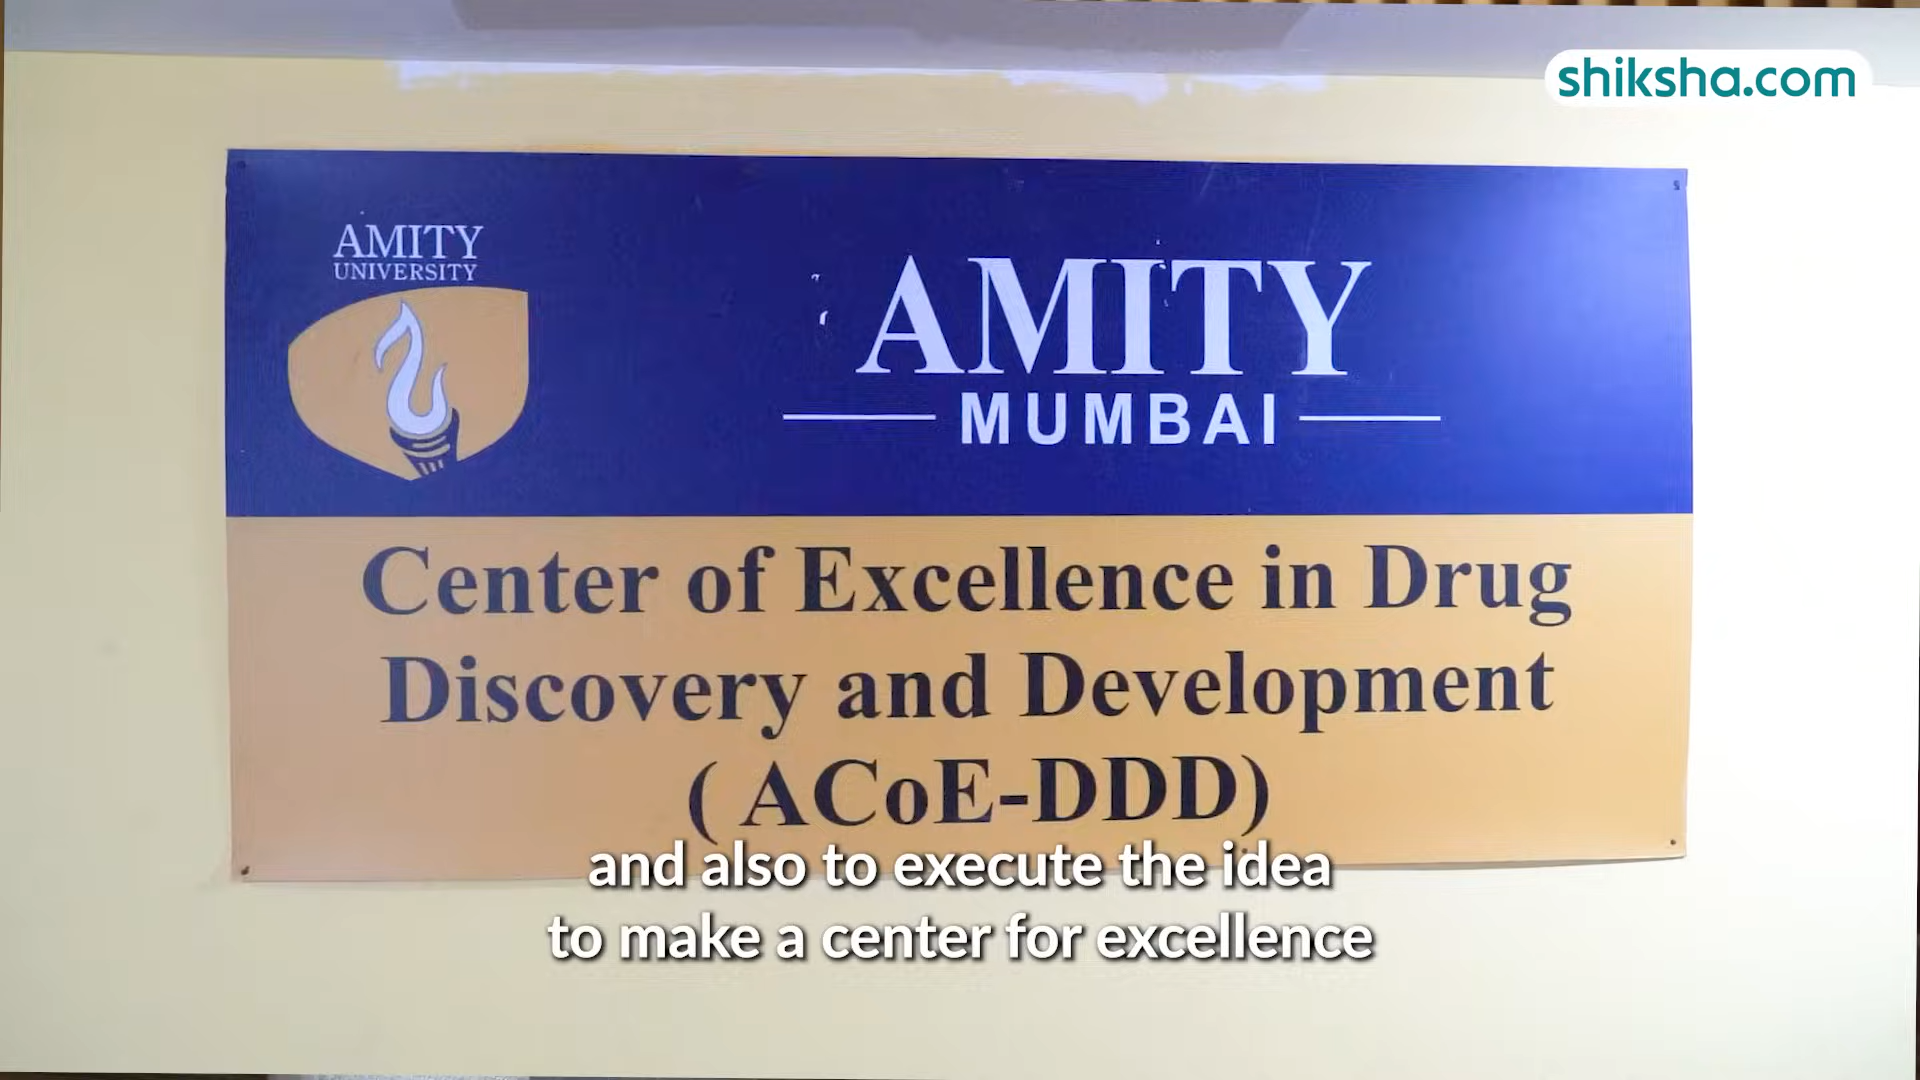 shiksha.com
AMITY
UNIVERSITY
AMITY
MUMBAI
Center of Excellence in Drug
Discovery and Development
( ACoE-DDD)
and also to execute the idea
to make a center for excellence